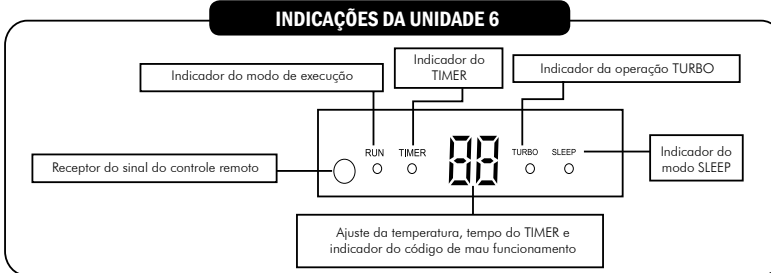 INDICAÇÕES DA UNIDADE 6
Indicador do
TIMER
Indicador do modo de execução
Indicador da operação TURBO
RUN
TIMER
88
TURBO
SLEEP
Receptor do sinal do controle remoto
Indicador do
modo SLEEP
Ajuste da temperatura, tempo do TIMER e
indicador do código de mau funcionamento